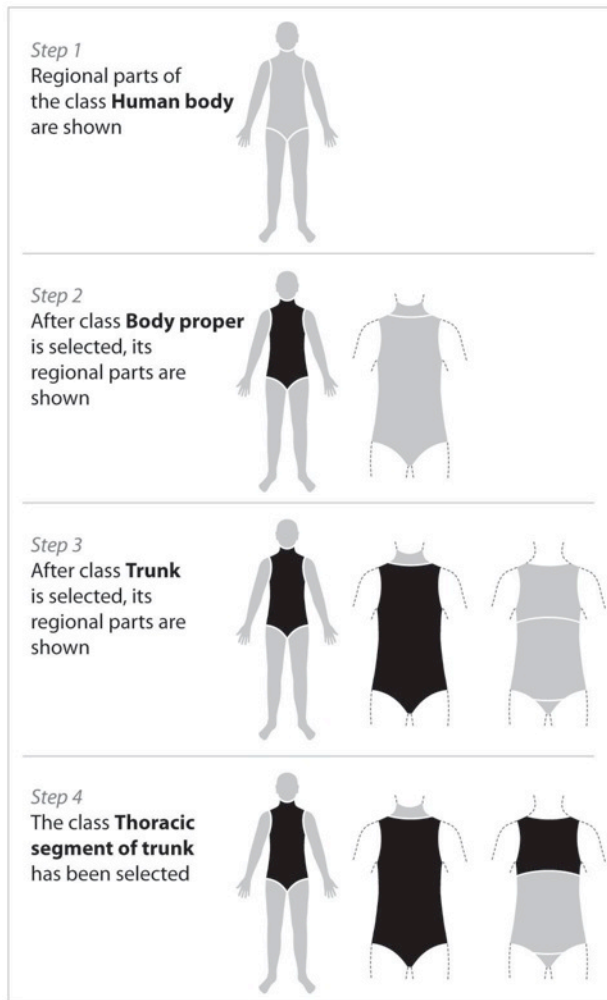 Step 1
Regional parts of
the class Human body
are shown
Step 2
After class Body proper
is selected, its
regional parts are
shown
Step 3
After class Trunk
is selected, its
regional parts are
shown
Step 4
The class Thoracic
segment of trunk
has been selected